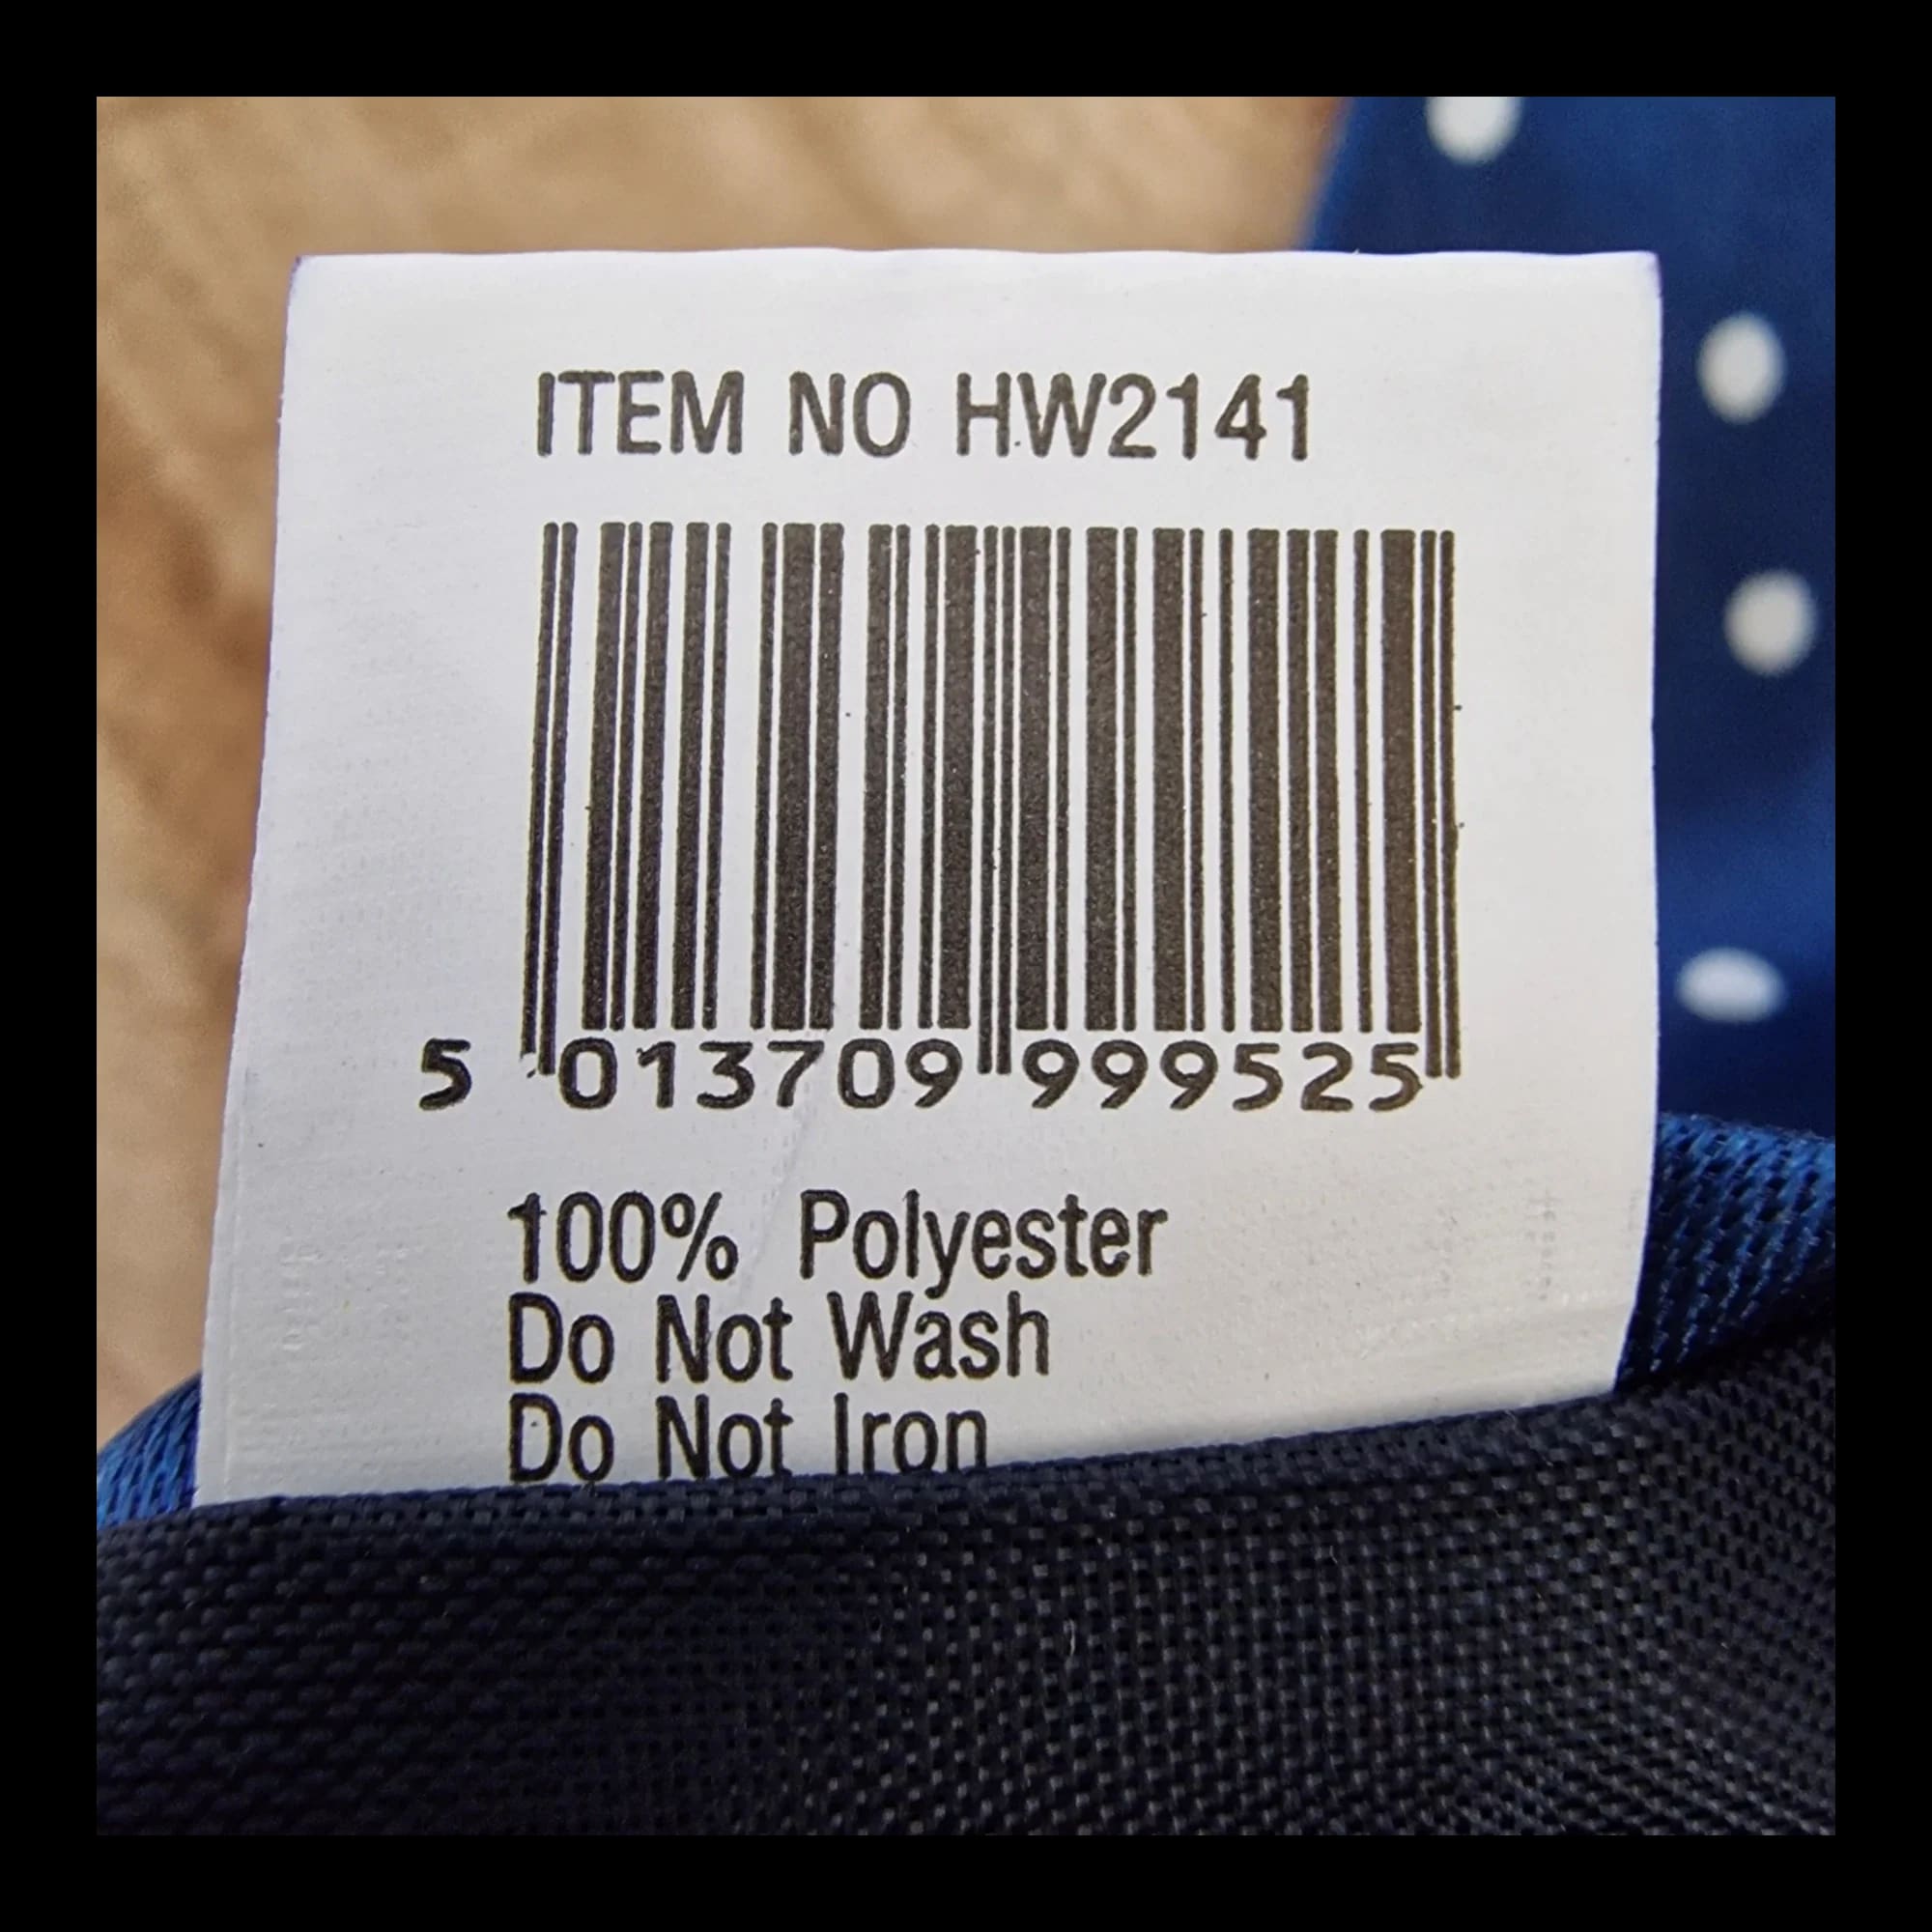 ITEM NO HW2141
5 013709 999525
100% Polyester
Do Not Wash
Do Not Iron